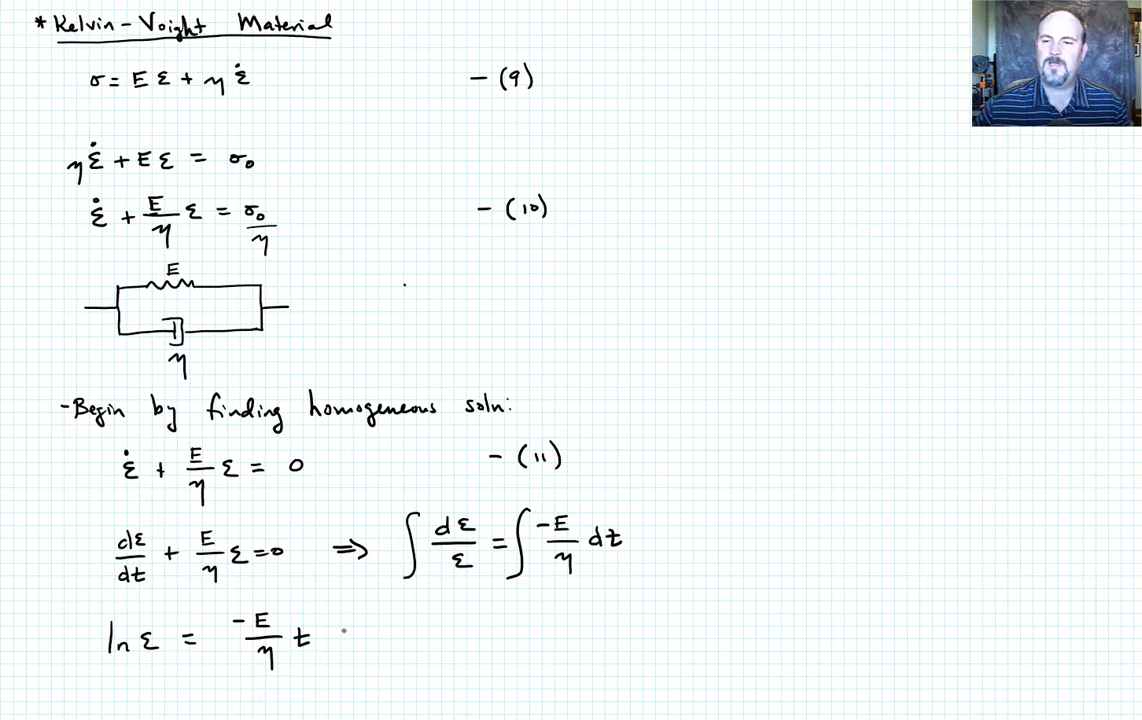 * Kelvin - Voight Material
σ = E ε + η ε̇ - (9)
η ε̇ + E ε = σ₀
ε̇ + E/η ε = σ₀/η - (10)
E
η
- Begin by finding homogeneous soln:
ε̇ + E/η ε = 0 - (11)
dε/dt + E/η ε = 0 ⇒ ∫ dε/ε = ∫ -E/η dt
ln ε = -E/η t